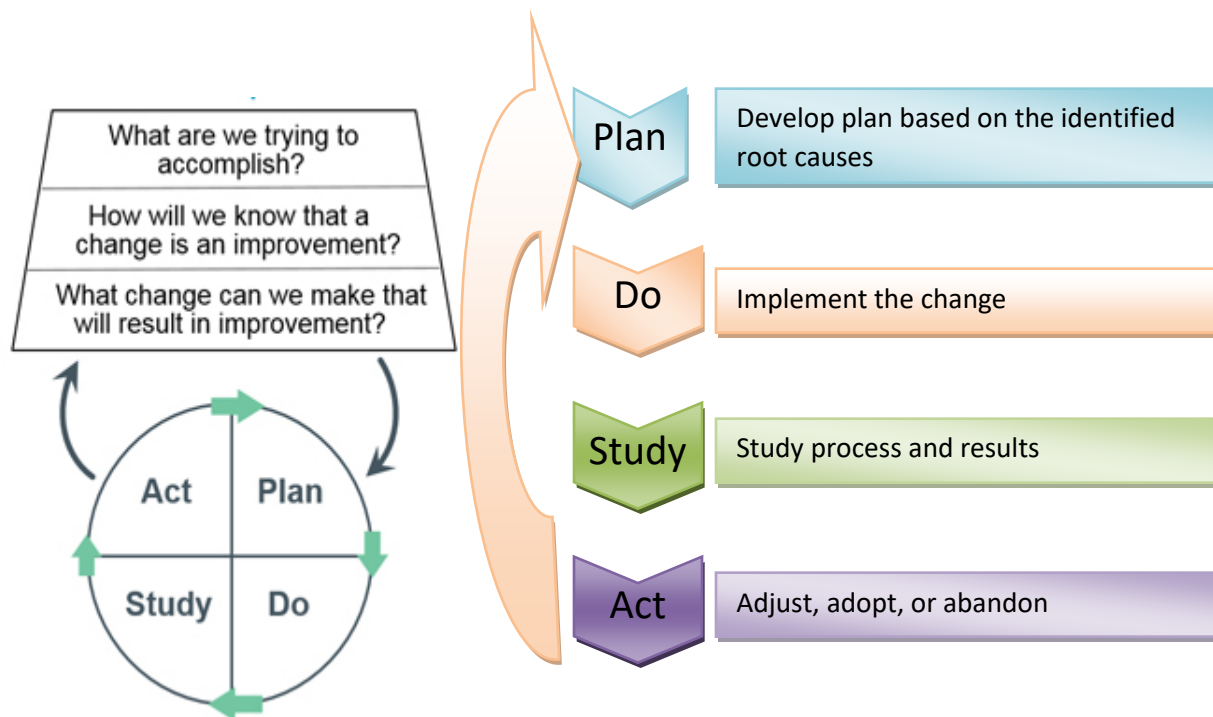 What are we trying to
accomplish?
How will we know that a
change is an improvement?
What change can we make that
will result in improvement?
Act
Plan
Study
Do
Plan
Develop plan based on the identified
root causes
Do
Implement the change
Study
Study process and results
Act
Adjust, adopt, or abandon